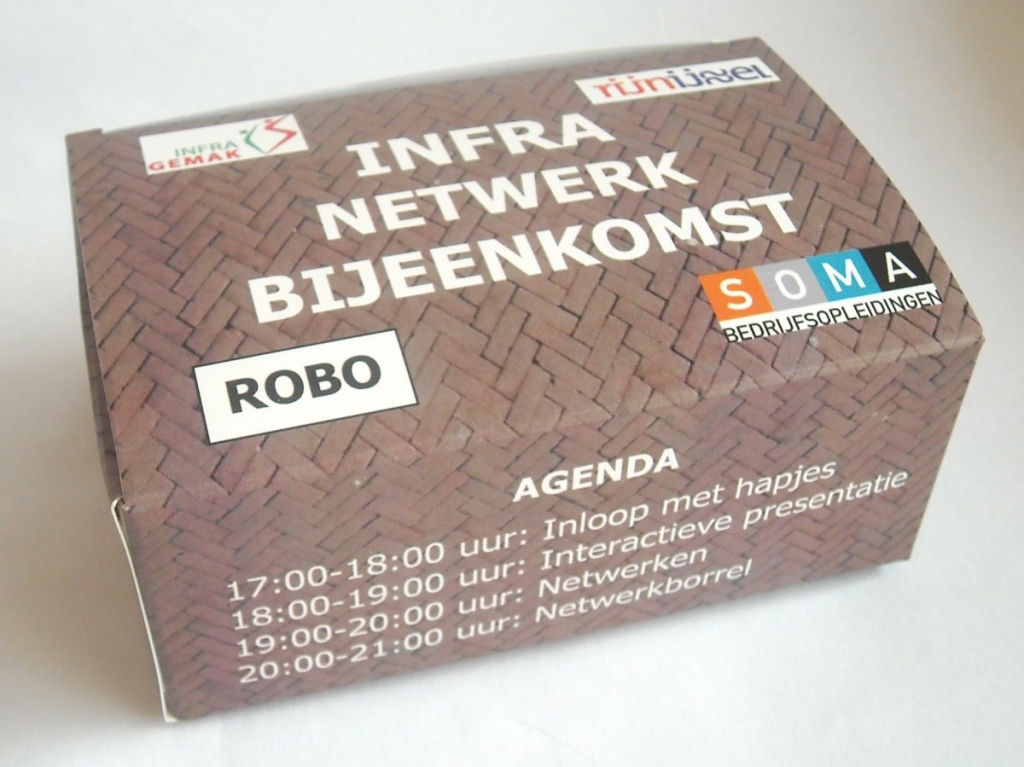 rijnijssel
INFRA
GEMAK
INFRA
NETWERK
BIJEENKOMST
SOMA
BEDRIJFSOPLEIDINGEN
ROBO
AGENDA
17:00-18:00 uur: Inloop met hapjes
18:00-19:00 uur: Interactieve presentatie
19:00-20:00 uur: Netwerken
20:00-21:00 uur: Netwerkborrel